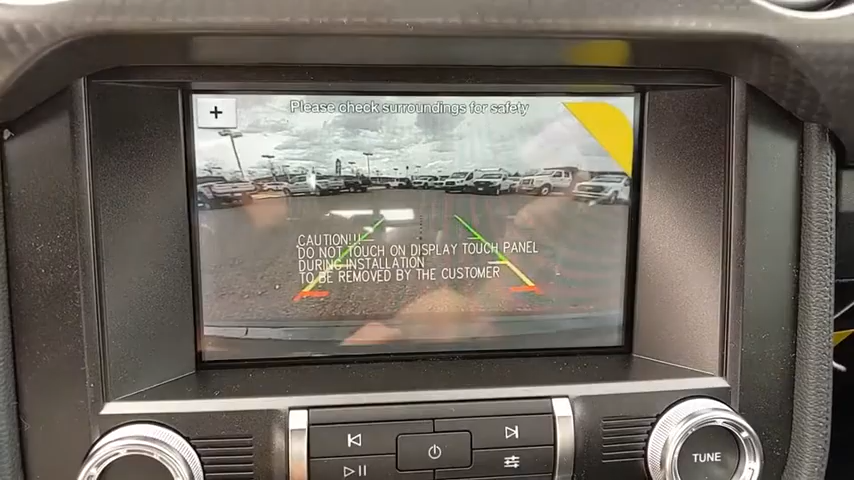 Please check surroundings for safety
CAUTION!!!
DO NOT TOUCH ON DISPLAY TOUCH PANEL
DURING INSTALLATION.
TO BE REMOVED BY THE CUSTOMER
TUNE